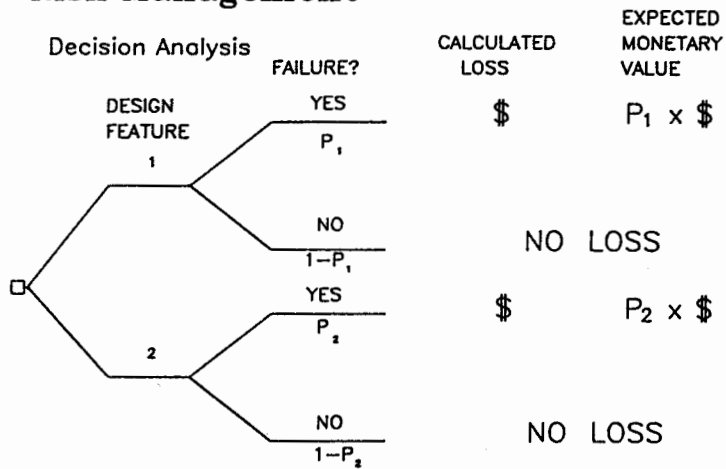 Decision Analysis
FAILURE?
CALCULATED
LOSS
EXPECTED
MONETARY
VALUE
DESIGN
FEATURE
1
YES
P₁
$
P₁ x $
NO
1–P₁
NO LOSS
2
YES
P₂
$
P₂ x $
NO
1–P₂
NO LOSS